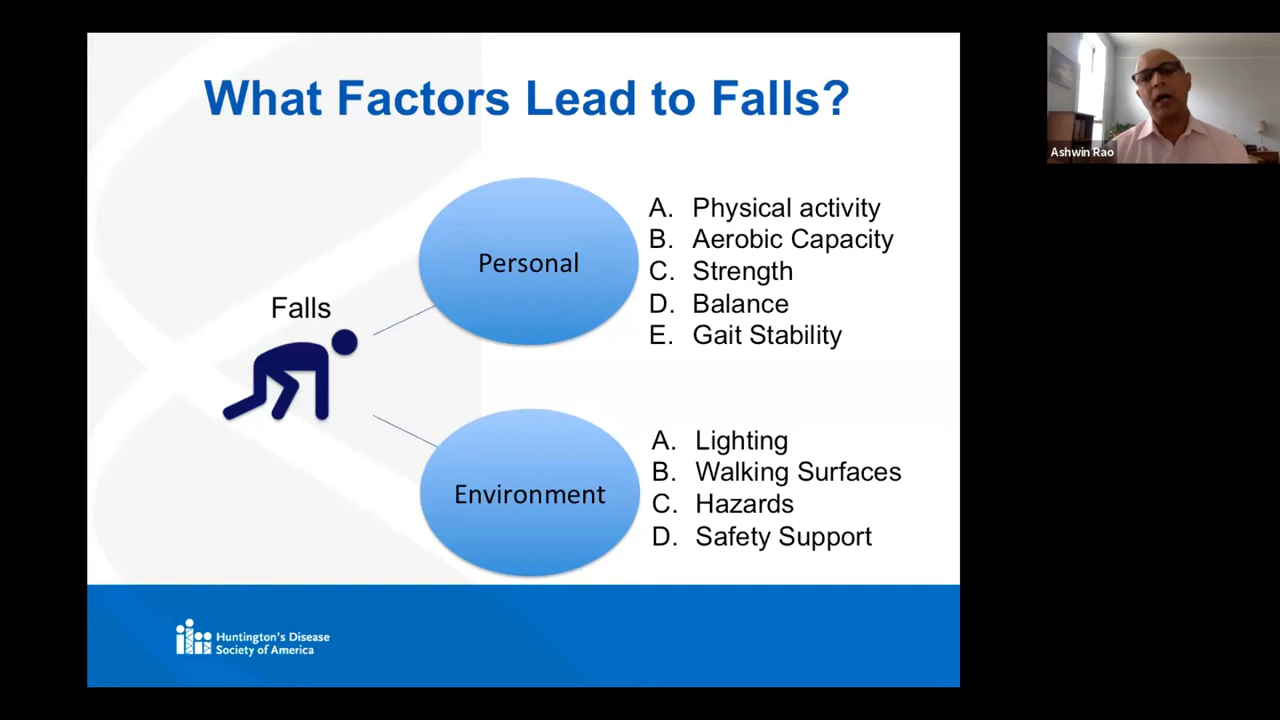 What Factors Lead to Falls?
Falls
Personal
A. Physical activity
B. Aerobic Capacity
C. Strength
D. Balance
E. Gait Stability
Environment
A. Lighting
B. Walking Surfaces
C. Hazards
D. Safety Support
Huntington's Disease
Society of America
Ashwin Rao